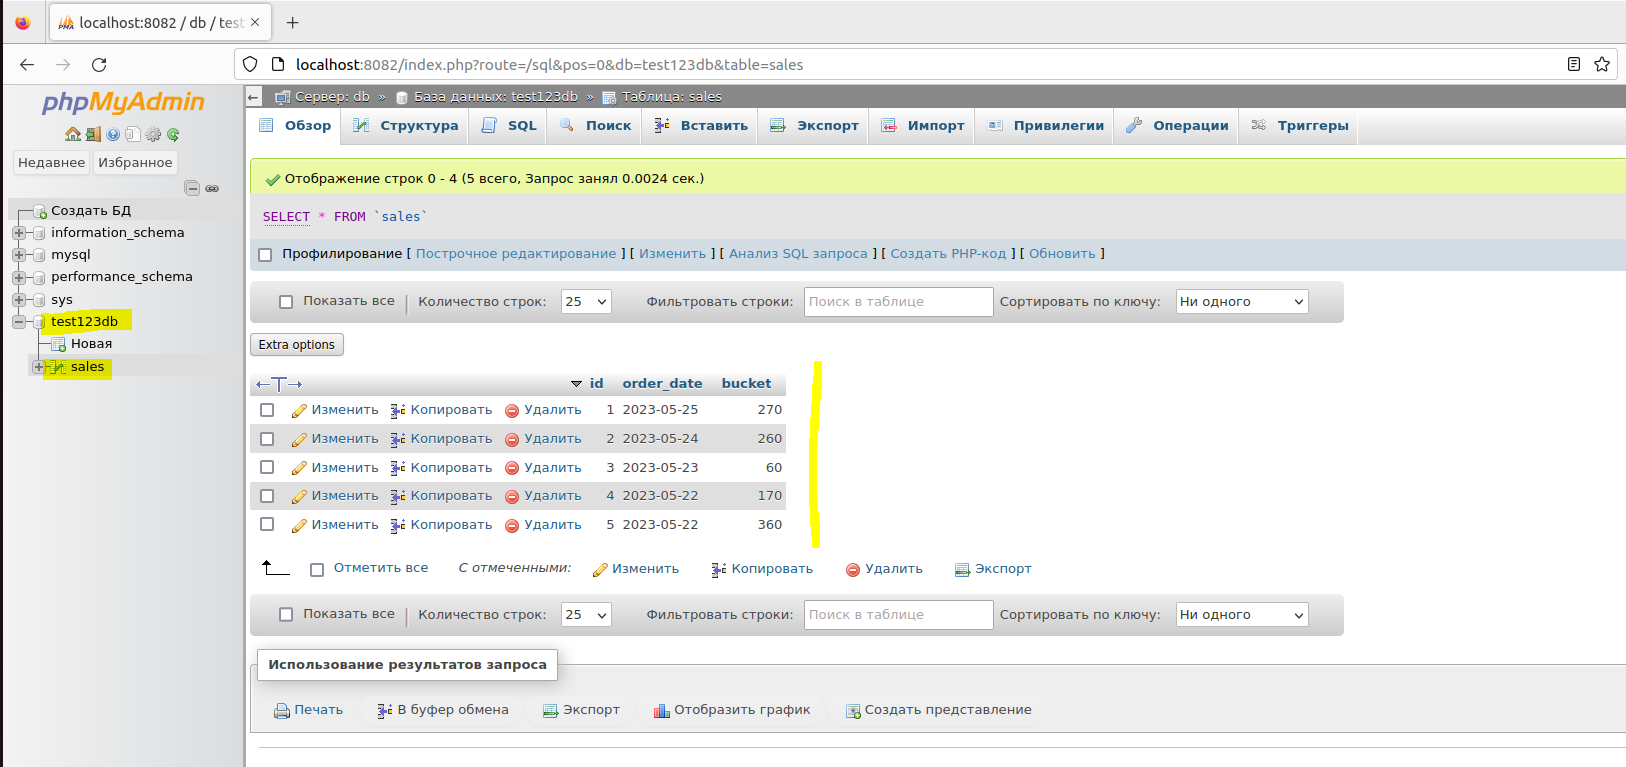 localhost:8082 / db / test
localhost:8082/index.php?route=/sql&pos=0&db=test123db&table=sales
phpMyAdmin
Недавнее Избранное
Создать БД
information_schema
mysql
performance_schema
sys
test123db
Новая
sales
Сервер: db » База данных: test123db » Таблица: sales
Обзор Структура SQL Поиск Вставить Экспорт Импорт Привилегии Операции Триггеры
Отображение строк 0 - 4 (5 всего, Запрос занял 0.0024 сек.)
SELECT * FROM `sales`
Профилирование [ Построчное редактирование ] [ Изменить ] [ Анализ SQL запроса ] [ Создать PHP-код ] [ Обновить ]
Показать все Количество строк: 25 Фильтровать строки: Поиск в таблице Сортировать по ключу: Ни одного
Extra options
←T→ id order_date bucket
Изменить Копировать Удалить 1 2023-05-25 270
Изменить Копировать Удалить 2 2023-05-24 260
Изменить Копировать Удалить 3 2023-05-23 60
Изменить Копировать Удалить 4 2023-05-22 170
Изменить Копировать Удалить 5 2023-05-22 360
Отметить все С отмеченными: Изменить Копировать Удалить Экспорт
Показать все Количество строк: 25 Фильтровать строки: Поиск в таблице Сортировать по ключу: Ни одного
Использование результатов запроса
Печать В буфер обмена Экспорт Отобразить график Создать представление